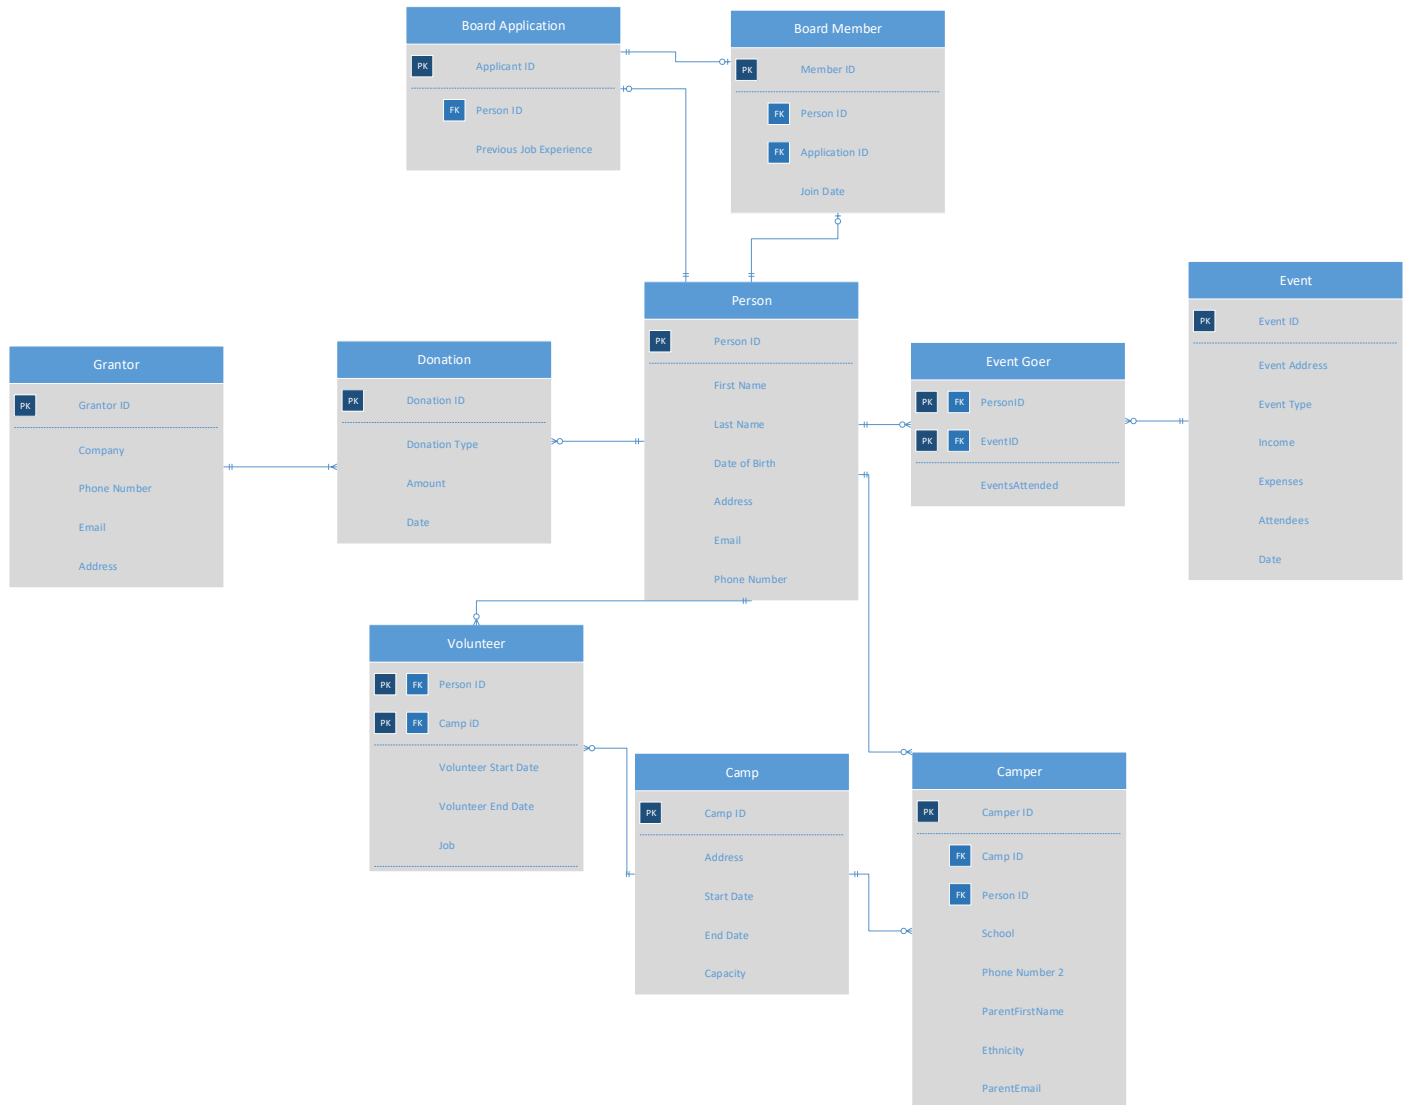 Board Application
PK Applicant ID
FK Person ID
Previous Job Experience
Board Member
PK Member ID
FK Person ID
FK Application ID
Join Date
Person
PK Person ID
First Name
Last Name
Date of Birth
Address
Email
Phone Number
Event
PK Event ID
Event Address
Event Type
Income
Expenses
Attendees
Date
Grantor
PK Grantor ID
Company
Phone Number
Email
Address
Donation
PK Donation ID
Donation Type
Amount
Date
Event Goer
PK FK PersonID
PK FK EventID
EventsAttended
Volunteer
PK FK Person ID
PK FK Camp iD
Volunteer Start Date
Volunteer End Date
Job
Camp
PK Camp ID
Address
Start Date
End Date
Capacity
Camper
PK Camper ID
FK Camp ID
FK Person ID
School
Phone Number 2
ParentFirstName
Ethnicity
ParentEmail